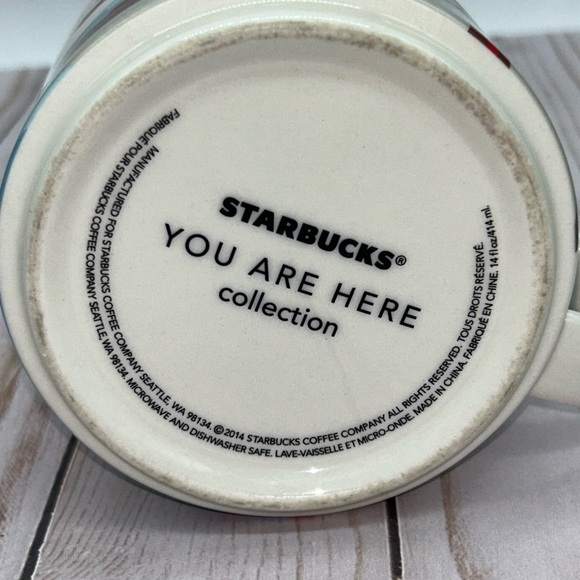 STARBUCKS®
YOU ARE HERE
collection
MANUFACTURED FOR STARBUCKS COFFEE COMPANY SEATTLE, WA 98134. ©2014 STARBUCKS COFFEE COMPANY ALL RIGHTS RESERVED. TOUS DROITS RÉSERVÉ.
FABRIQUÉ POUR STARBUCKS COFFEE COMPANY SEATTLE, WA 98134. MICROWAVE AND DISHWASHER SAFE. LAVE-VAISSELLE ET MICRO-ONDE. MADE IN CHINA. FABRIQUÉ EN CHINE. 14 fl oz/414 ml.